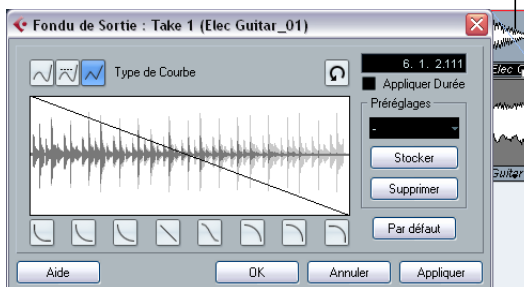 Fondu de Sortie : Take 1 (Elec Guitar_01)
Type de Courbe
6. 1. 2.111
Appliquer Durée
Préréglages
-
Stocker
Supprimer
Par défaut
Aide
OK
Annuler
Appliquer
Elec G
Guitar